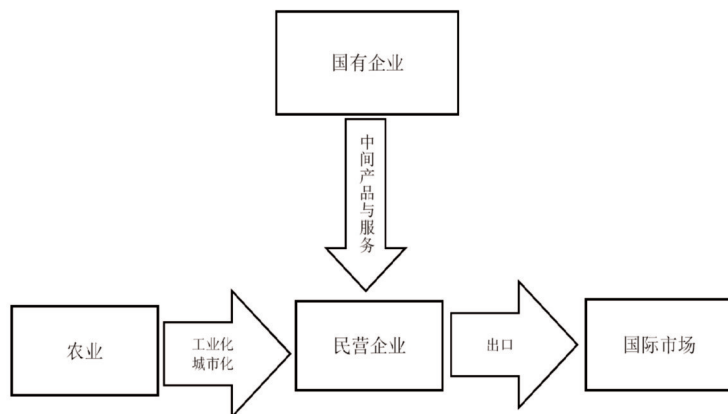 国有企业
中间产品与服务
农业
工业化
城市化
民营企业
出口
国际市场